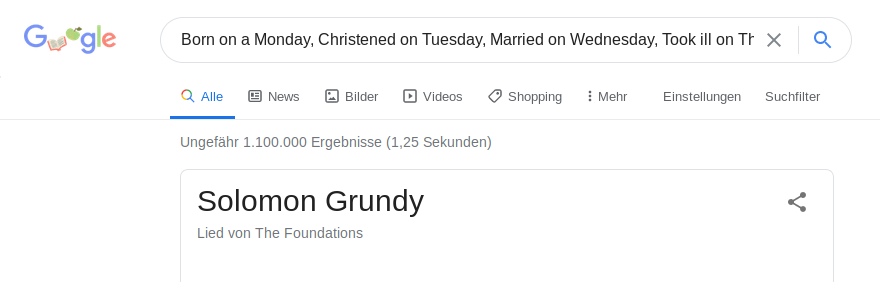 Google
Born on a Monday, Christened on Tuesday, Married on Wednesday, Took ill on Th
Alle News Bilder Videos Shopping Mehr Einstellungen Suchfilter
Ungefähr 1.100.000 Ergebnisse (1,25 Sekunden)
Solomon Grundy
Lied von The Foundations